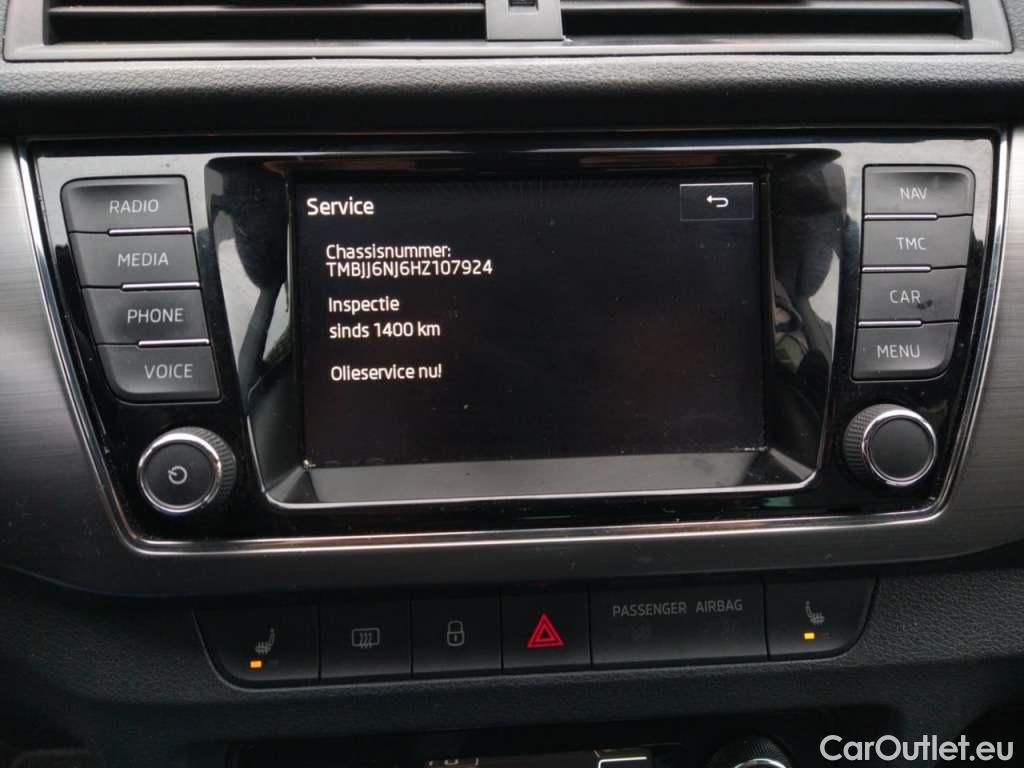 Service
Chassisnummer:
TMBJJ6NJ6HZ107924
Inspectie
sinds 1400 km
Olieservice nu!
RADIO
MEDIA
PHONE
VOICE
NAV
TMC
CAR
MENU
PASSENGER AIRBAG
CarOutlet.eu